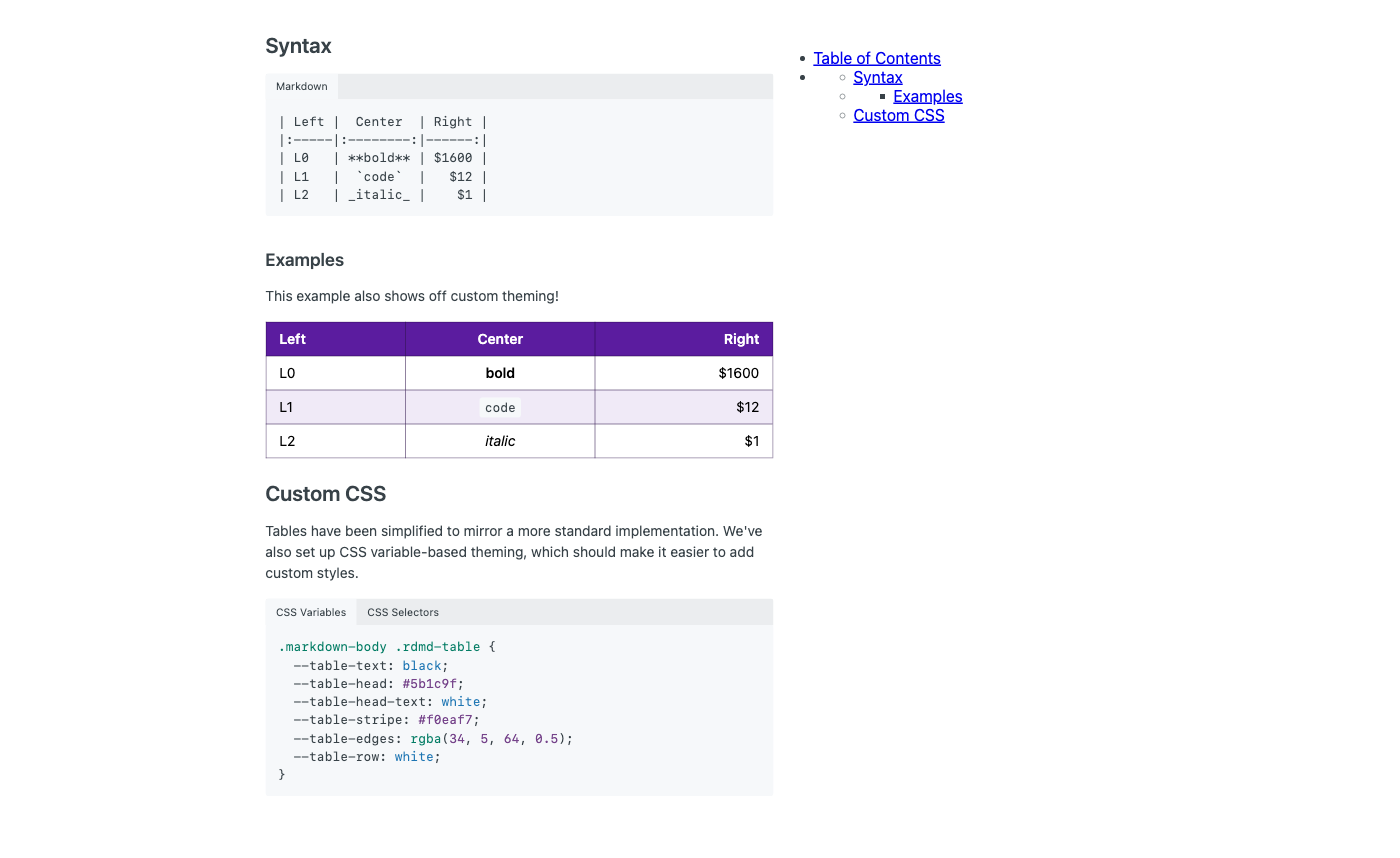 Syntax
Markdown
| Left |  Center  | Right |
|:-----|:--------:|------:|
| L0   | **bold** | $1600 |
| L1   |  `code`  |   $12 |
| L2   | _italic_ |    $1 |
Examples
This example also shows off custom theming!
Left Center Right
L0 bold $1600
L1 code $12
L2 italic $1
Custom CSS
Tables have been simplified to mirror a more standard implementation. We've
also set up CSS variable-based theming, which should make it easier to add
custom styles.
CSS Variables CSS Selectors
.markdown-body .rdmd-table {
  --table-text: black;
  --table-head: #5b1c9f;
  --table-head-text: white;
  --table-stripe: #f0eaf7;
  --table-edges: rgba(34, 5, 64, 0.5);
  --table-row: white;
}
Table of Contents
Syntax
Examples
Custom CSS